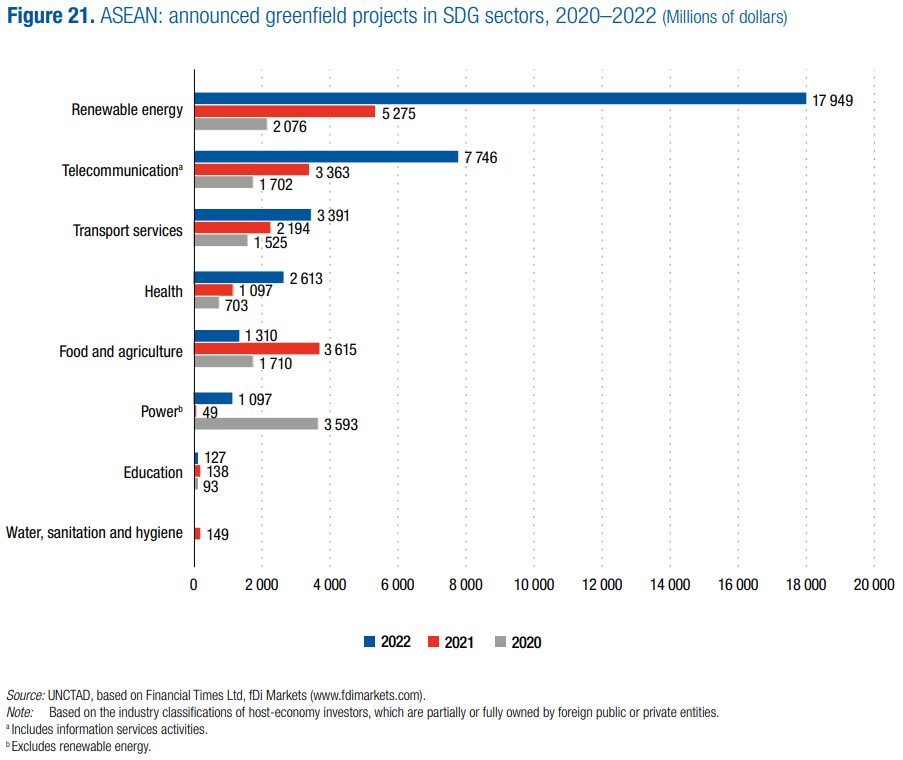 Figure 21. ASEAN: announced greenfield projects in SDG sectors, 2020–2022 (Millions of dollars)
Renewable energy
17 949
5 275
2 076
Telecommunicationᵃ
7 746
3 363
1 702
Transport services
3 391
2 194
1 525
Health
2 613
1 097
703
Food and agriculture
1 310
3 615
1 710
Powerᵇ
1 097
49
3 593
Education
127
138
93
Water, sanitation and hygiene
149
0 2 000 4 000 6 000 8 000 10 000 12 000 14 000 16 000 18 000 20 000
2022 2021 2020
Source: UNCTAD, based on Financial Times Ltd, fDi Markets (www.fdimarkets.com).
Note: Based on the industry classifications of host-economy investors, which are partially or fully owned by foreign public or private entities.
ᵃ Includes information services activities.
ᵇ Excludes renewable energy.